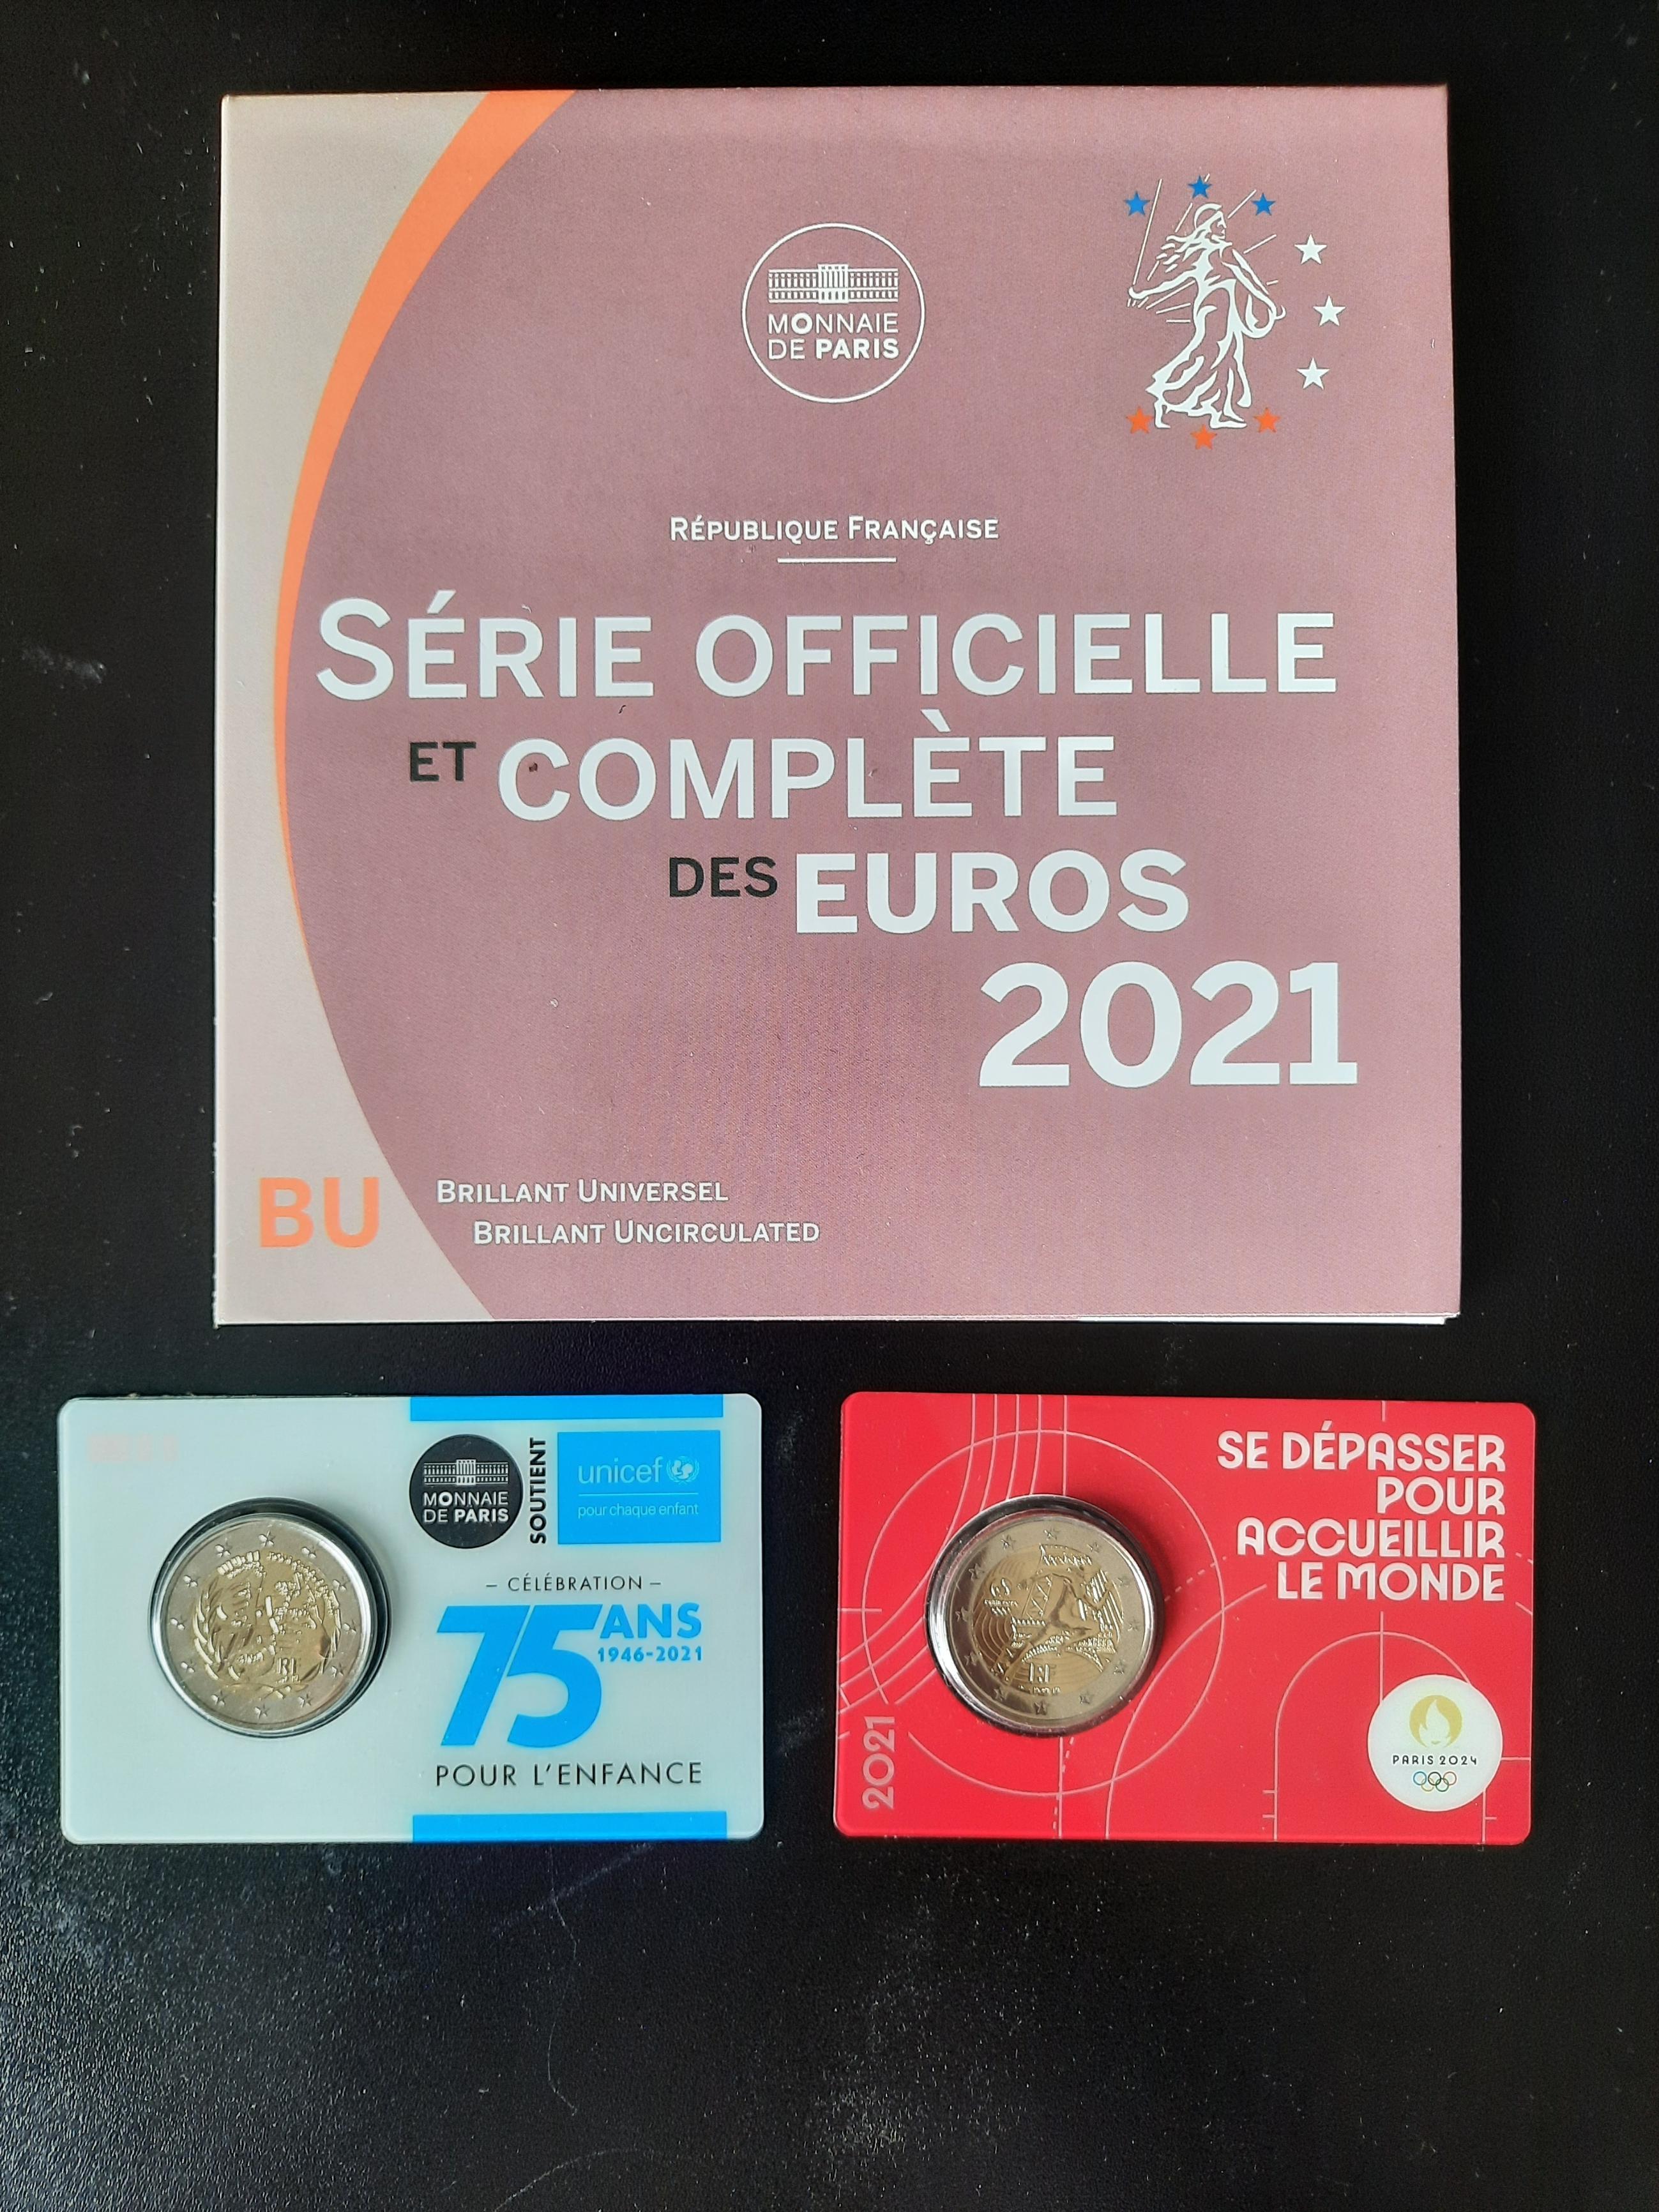 MONNAIE
DE PARIS
RÉPUBLIQUE FRANÇAISE
SÉRIE OFFICIELLE
ET COMPLÈTE
DES EUROS
2021
BU
BRILLANT UNIVERSEL
BRILLANT UNCIRCULATED
MONNAIE
DE PARIS
SOUTIENT
unicef
pour chaque enfant
– CÉLÉBRATION –
75 ANS
1946-2021
POUR L'ENFANCE
RF
SE DÉPASSER
POUR
ACCUEILLIR
LE MONDE
2021
RF
PARIS 2024